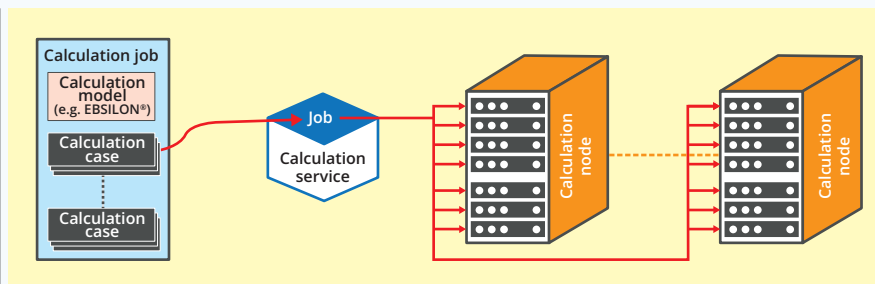 Calculation job
Calculation
model
(e.g. EBSILON®)
Calculation
case
Calculation
case
Job
Calculation
service
Calculation
node
Calculation
node